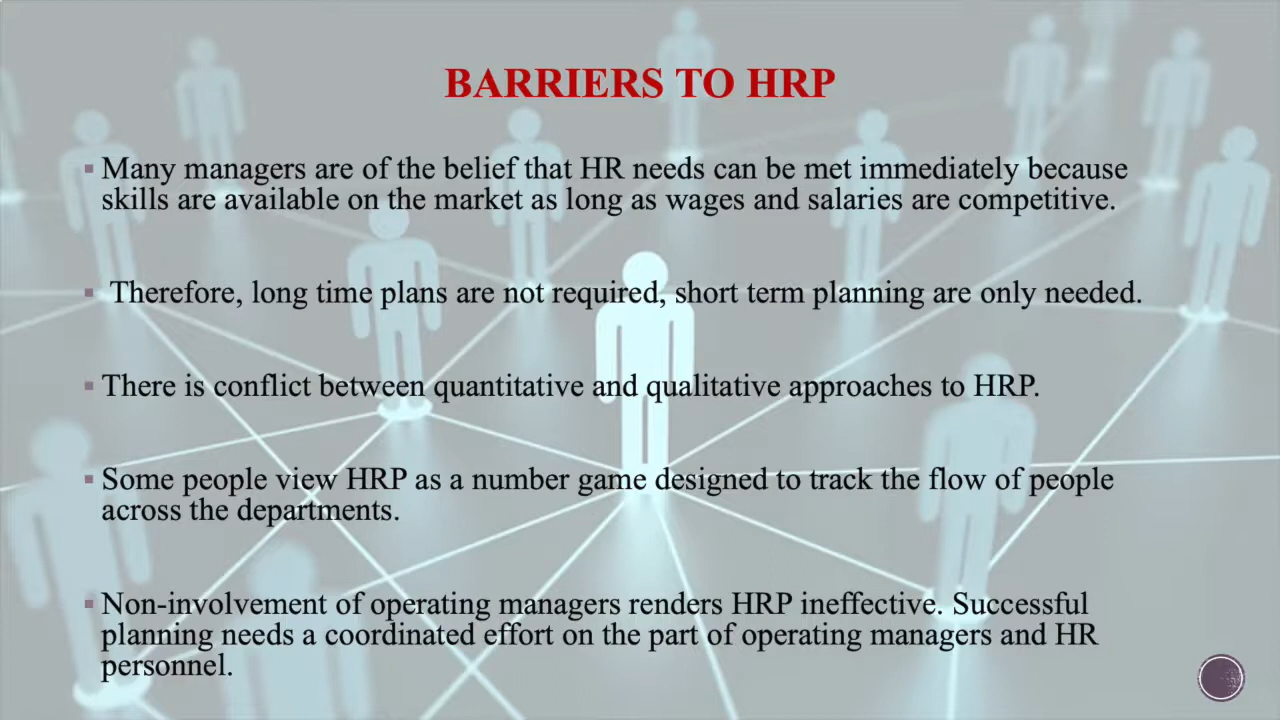 BARRIERS TO HRP
▪ Many managers are of the belief that HR needs can be met immediately because
skills are available on the market as long as wages and salaries are competitive.
▪ Therefore, long time plans are not required, short term planning are only needed.
▪ There is conflict between quantitative and qualitative approaches to HRP.
▪ Some people view HRP as a number game designed to track the flow of people
across the departments.
▪ Non-involvement of operating managers renders HRP ineffective. Successful
planning needs a coordinated effort on the part of operating managers and HR
personnel.